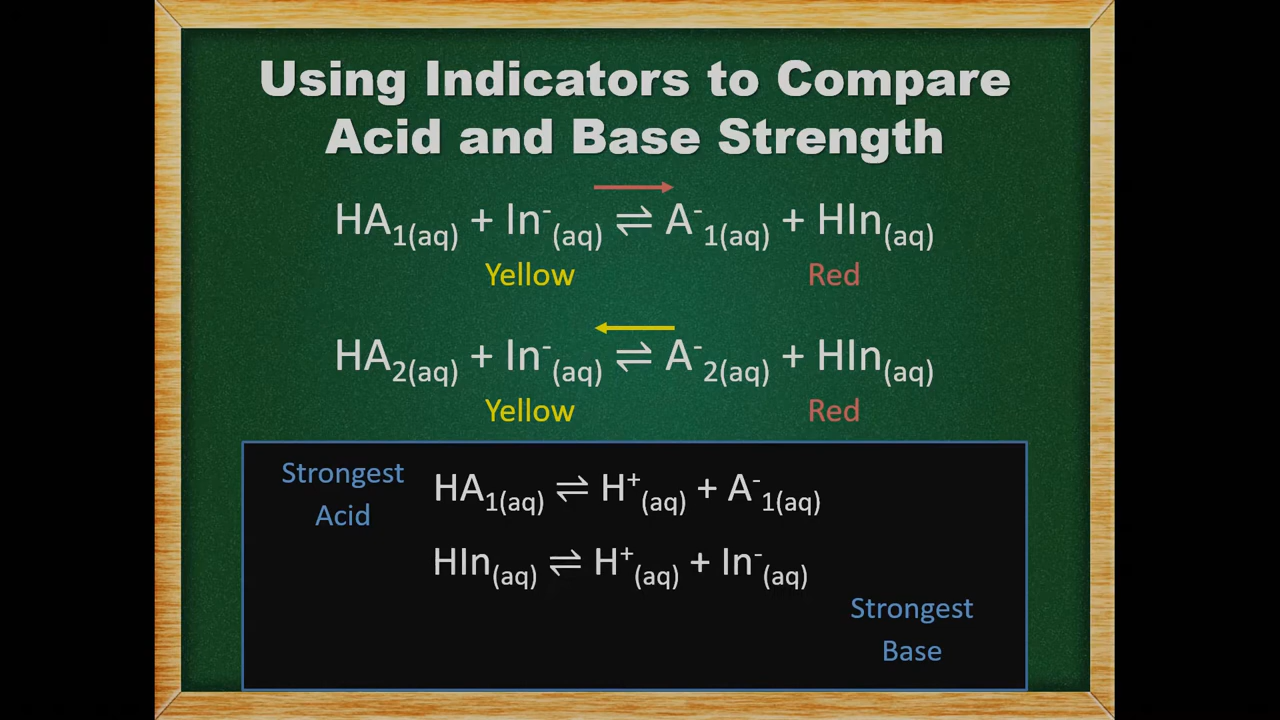 Using Indicators to Compare
Acid and Base Strength
HA₁₍aq₎ + In⁻₍aq₎ ⇌ A⁻₁₍aq₎ + HIn₍aq₎
Yellow Red
HA₂₍aq₎ + In⁻₍aq₎ ⇌ A⁻₂₍aq₎ + HIn₍aq₎
Yellow Red
Strongest
Acid
HA₁₍aq₎ ⇌ H⁺₍aq₎ + A⁻₁₍aq₎
HIn₍aq₎ ⇌ H⁺₍aq₎ + In⁻₍aq₎
Strongest
Base